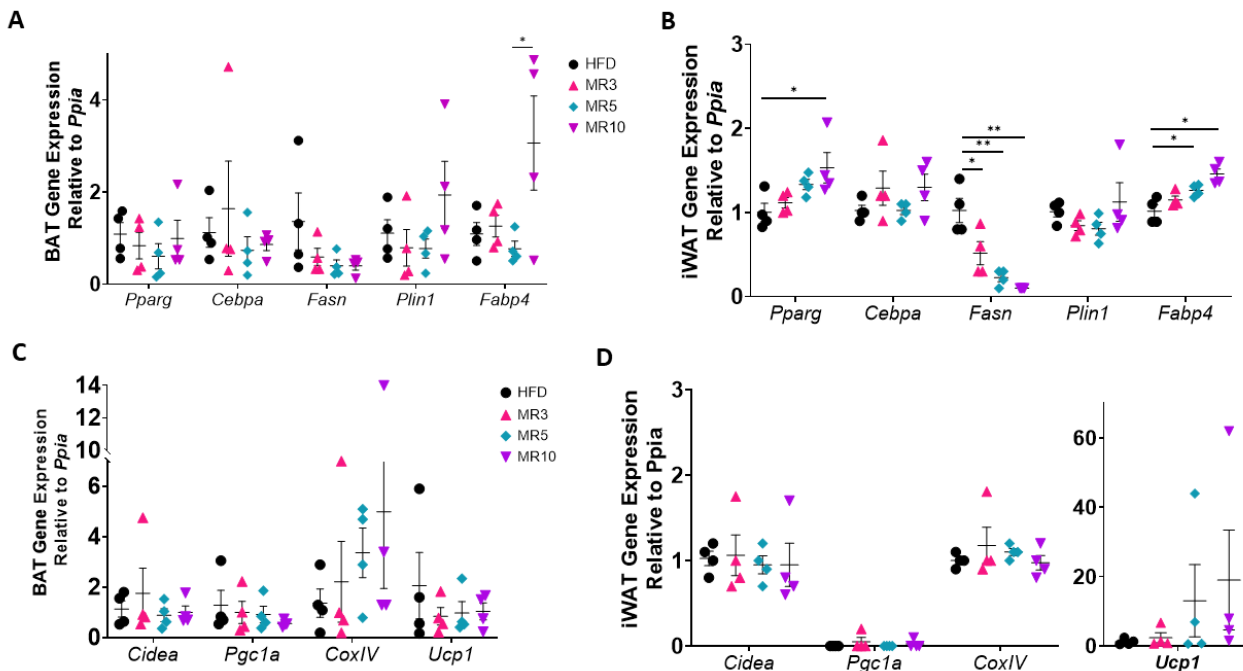 A
BAT Gene Expression
Relative to Ppia
4
2
0
*
HFD
MR3
MR5
MR10
Pparg Cebpa Fasn Plin1 Fabp4
B
iWAT Gene Expression
Relative to Ppia
3
2
1
0
*
**
**
*
*
*
Pparg Cebpa Fasn Plin1 Fabp4
C
BAT Gene Expression
Relative to Ppia
14
12
10
8
6
4
2
0
HFD
MR3
MR5
MR10
Cidea Pgc1a CoxIV Ucp1
D
iWAT Gene Expression
Relative to Ppia
3
2
1
0
Cidea Pgc1a CoxIV
60
40
20
0
Ucp1